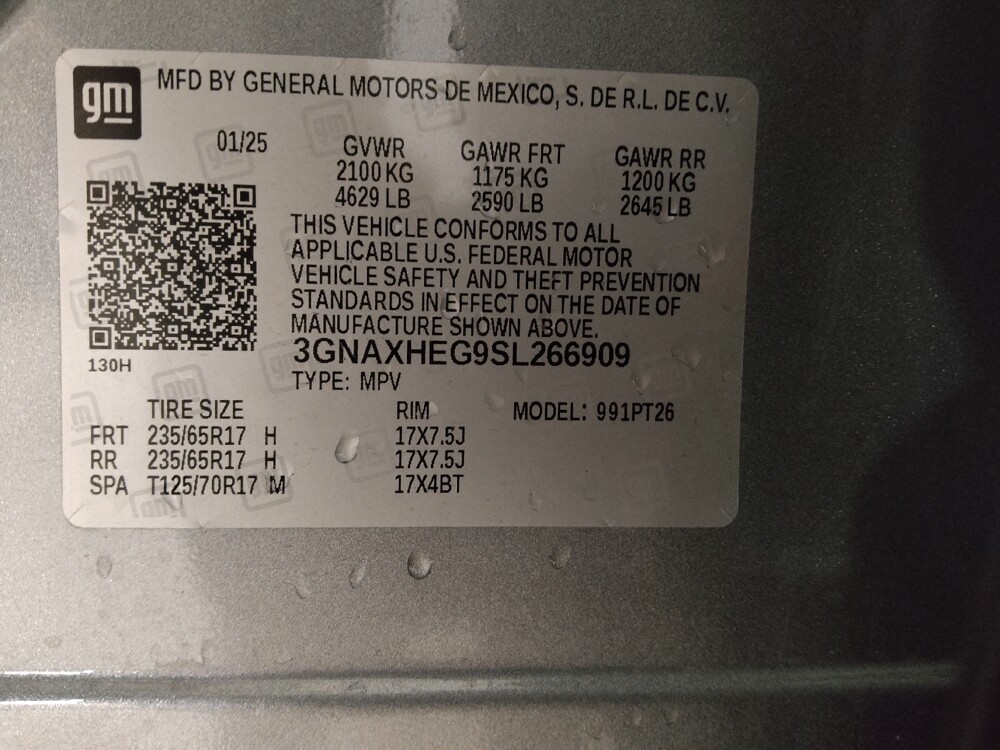 gm
MFD BY GENERAL MOTORS DE MEXICO, S. DE R.L. DE C.V.
01/25 GVWR GAWR FRT GAWR RR
2100 KG 1175 KG 1200 KG
4629 LB 2590 LB 2645 LB
THIS VEHICLE CONFORMS TO ALL
APPLICABLE U.S. FEDERAL MOTOR
VEHICLE SAFETY AND THEFT PREVENTION
STANDARDS IN EFFECT ON THE DATE OF
MANUFACTURE SHOWN ABOVE.
130H 3GNAXHEG9SL266909
TYPE: MPV
TIRE SIZE RIM MODEL: 991PT26
FRT 235/65R17 H 17X7.5J
RR 235/65R17 H 17X7.5J
SPA T125/70R17 M 17X4BT